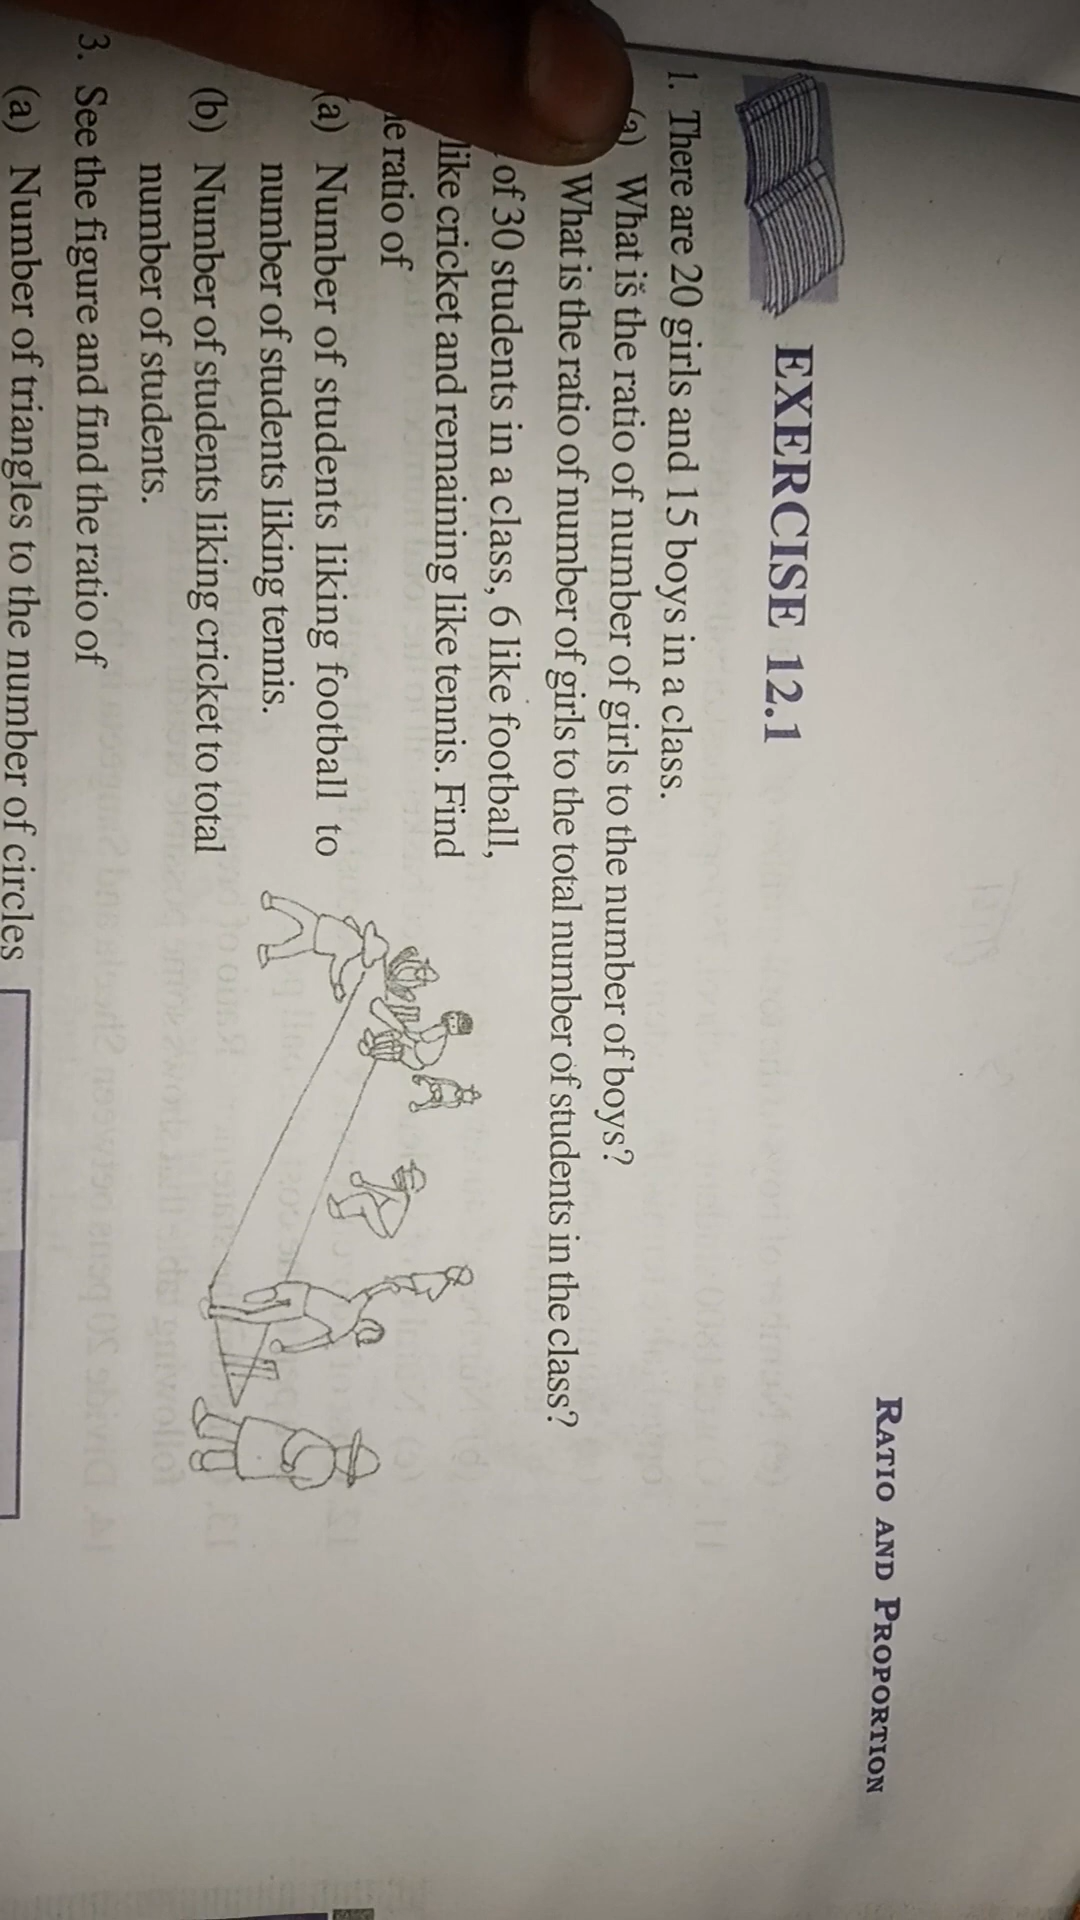 RATIO AND PROPORTION
EXERCISE 12.1
1. There are 20 girls and 15 boys in a class.
(a) What is the ratio of number of girls to the number of boys?
What is the ratio of number of girls to the total number of students in the class?
of 30 students in a class, 6 like football,
like cricket and remaining like tennis. Find
ratio of
(a) Number of students liking football to
number of students liking tennis.
(b) Number of students liking cricket to total
number of students.
3. See the figure and find the ratio of
(a) Number of triangles to the number of circles